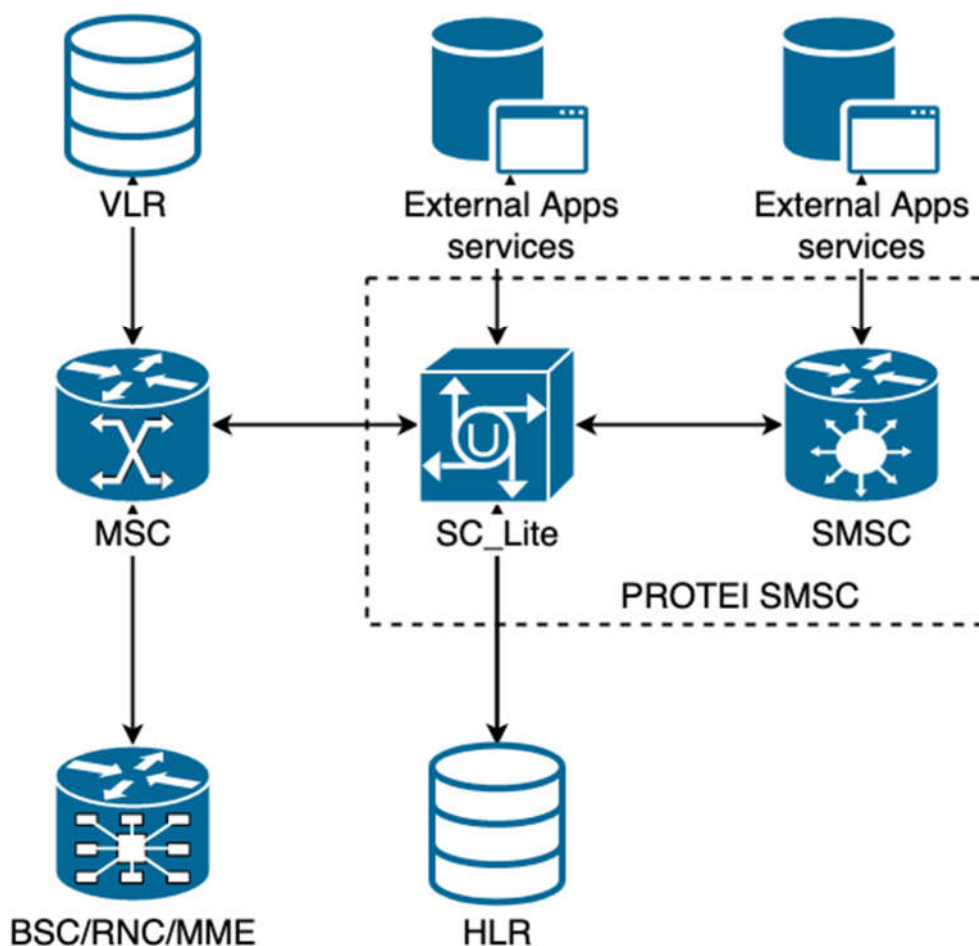 VLR
External Apps
services
External Apps
services
MSC
U
SC_Lite
SMSC
PROTEI SMSC
BSC/RNC/MME
HLR